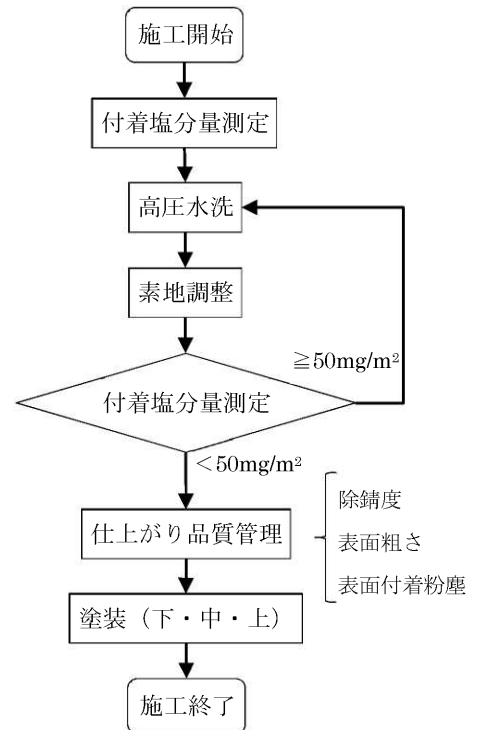 施工開始
付着塩分量測定
高圧水洗
素地調整
≧50mg/m²
付着塩分量測定
＜50mg/m²
仕上がり品質管理
除錆度
表面粗さ
表面付着粉塵
塗装（下・中・上）
施工終了